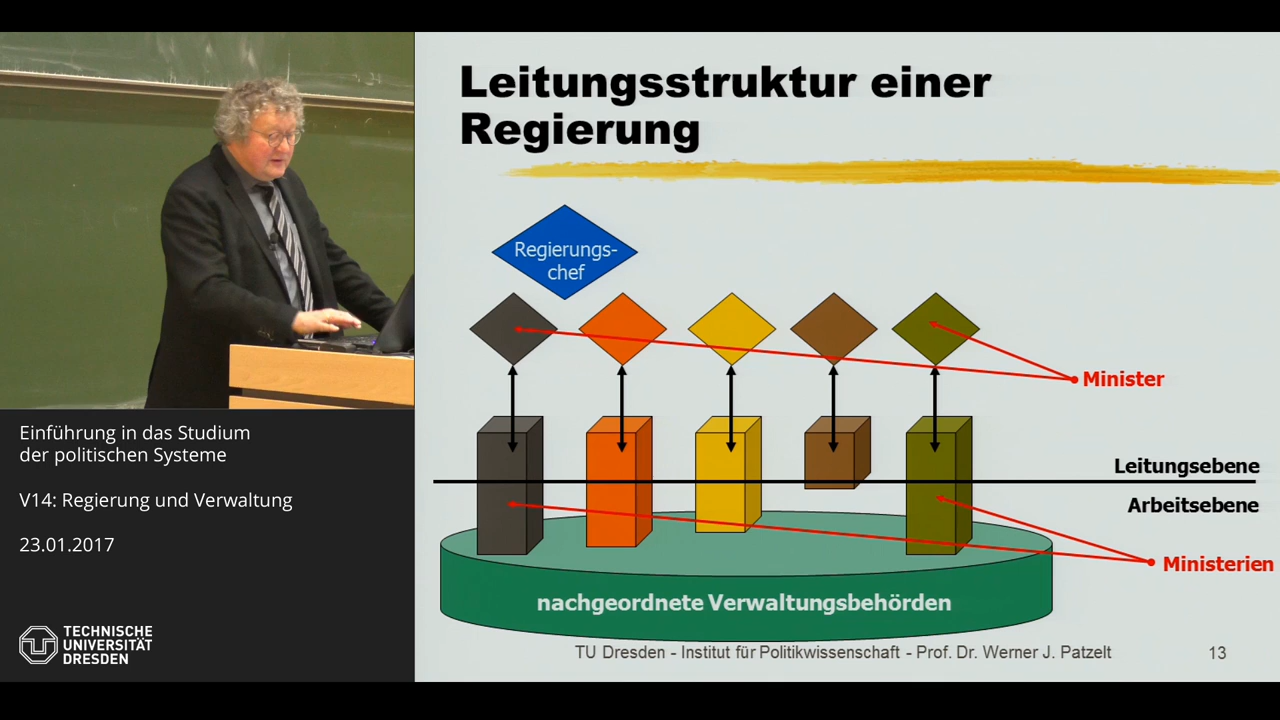 Leitungsstruktur einer
Regierung
Regierungs-
chef
Minister
Leitungsebene
Arbeitsebene
Ministerien
nachgeordnete Verwaltungsbehörden
TU Dresden - Institut für Politikwissenschaft - Prof. Dr. Werner J. Patzelt
13
Einführung in das Studium
der politischen Systeme
V14: Regierung und Verwaltung
23.01.2017
TECHNISCHE
UNIVERSITÄT
DRESDEN